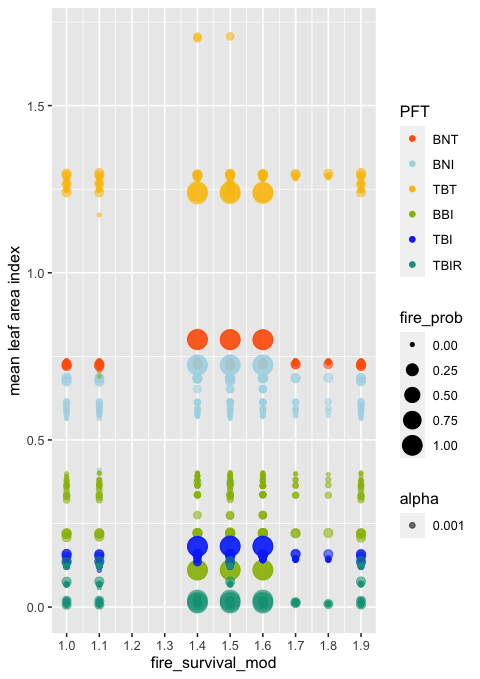 mean leaf area index
1.5
1.0
0.5
0.0
1.0 1.1 1.2 1.3 1.4 1.5 1.6 1.7 1.8 1.9
fire_survival_mod
PFT
BNT
BNI
TBT
BBI
TBI
TBIR
fire_prob
0.00
0.25
0.50
0.75
1.00
alpha
0.001